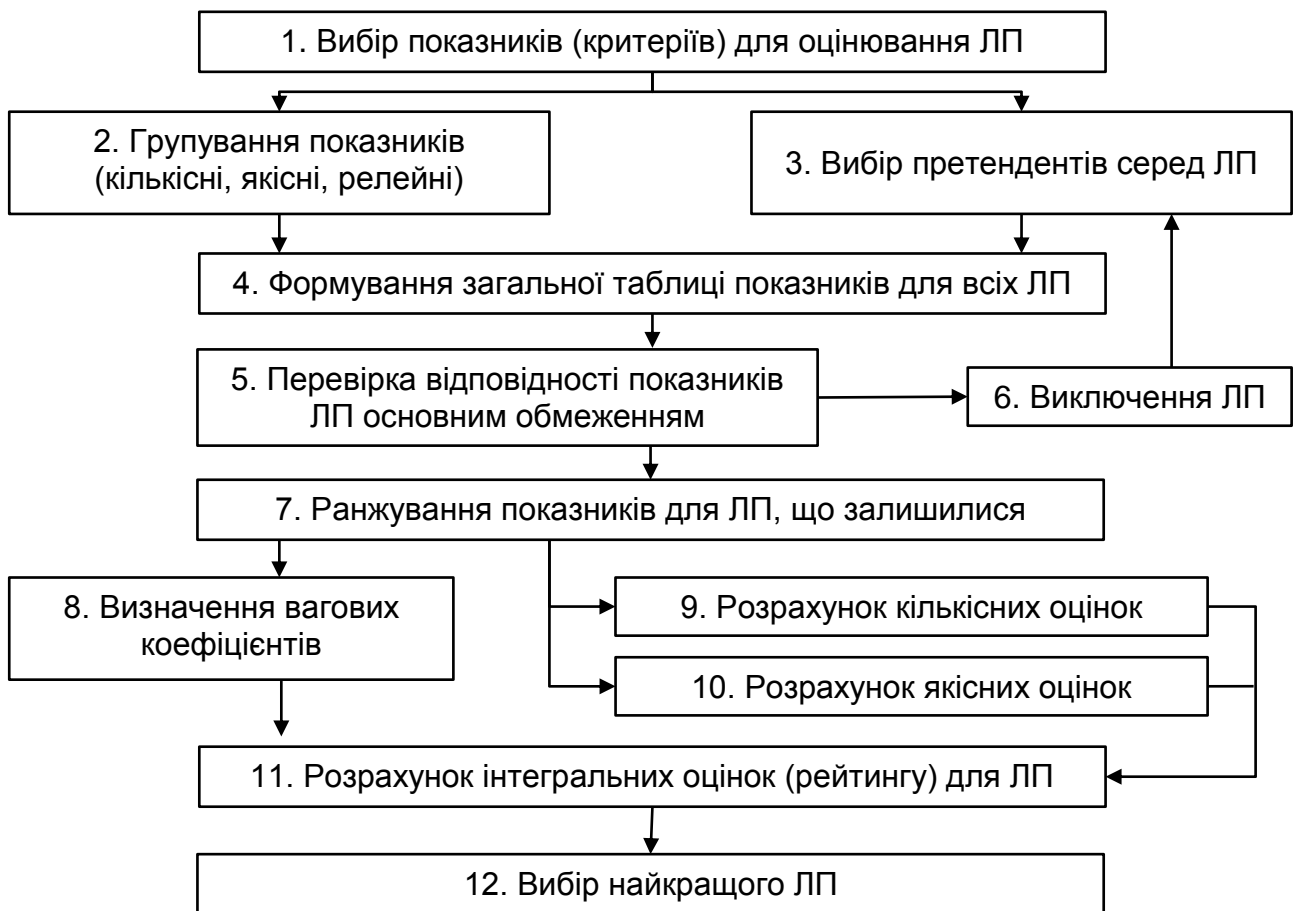 1. Вибір показників (критеріїв) для оцінювання ЛП
2. Групування показників
(кількісні, якісні, релейні)
3. Вибір претендентів серед ЛП
4. Формування загальної таблиці показників для всіх ЛП
5. Перевірка відповідності показників
ЛП основним обмеженням
6. Виключення ЛП
7. Ранжування показників для ЛП, що залишилися
8. Визначення вагових
коефіцієнтів
9. Розрахунок кількісних оцінок
10. Розрахунок якісних оцінок
11. Розрахунок інтегральних оцінок (рейтингу) для ЛП
12. Вибір найкращого ЛП